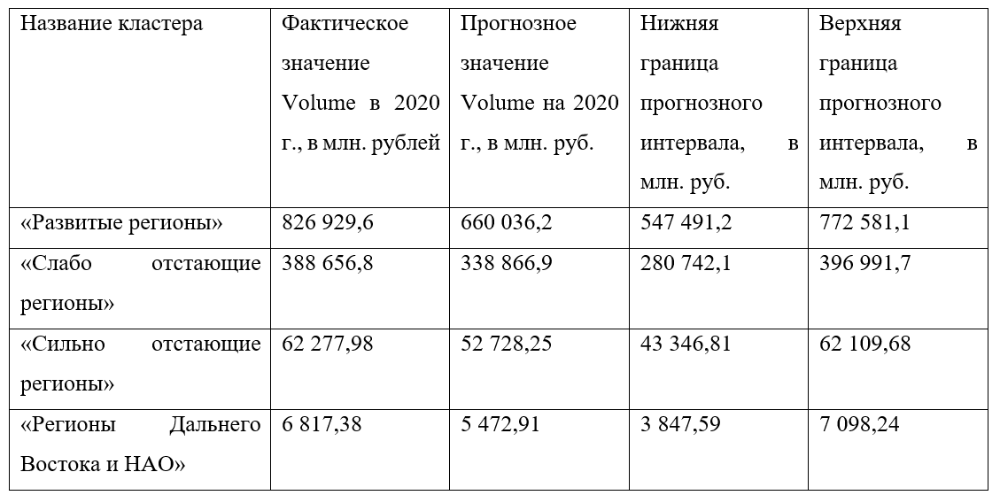 Название кластера
Фактическое
значение
Volume в 2020
г., в млн. рублей
Прогнозное
значение
Volume на 2020
г., в млн. руб.
Нижняя
граница
прогнозного
интервала, в
млн. руб.
Верхняя
граница
прогнозного
интервала, в
млн. руб.
«Развитые регионы»
826 929,6
660 036,2
547 491,2
772 581,1
«Слабо отстающие
регионы»
388 656,8
338 866,9
280 742,1
396 991,7
«Сильно отстающие
регионы»
62 277,98
52 728,25
43 346,81
62 109,68
«Регионы Дальнего
Востока и НАО»
6 817,38
5 472,91
3 847,59
7 098,24